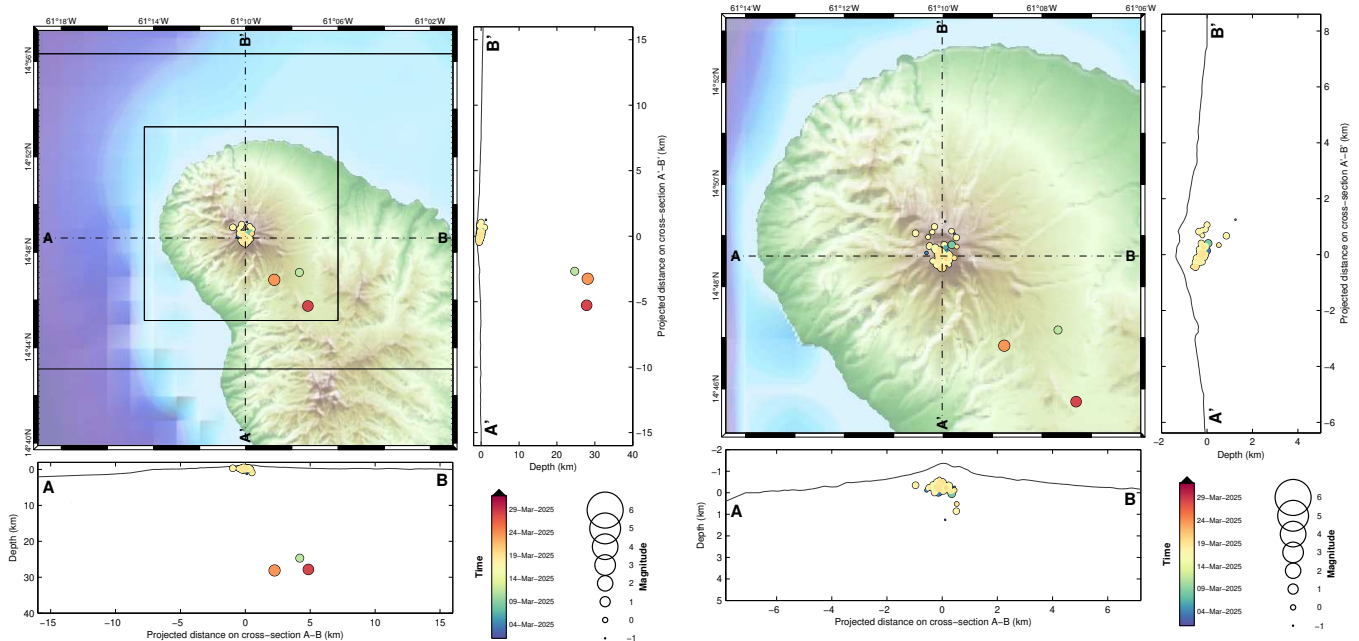 61°18'W 61°14'W 61°10'W 61°06'W 61°02'W
14°56'N
14°52'N
14°48'N
14°44'N
14°40'N
A B
B'
A'
B'
A'
15
10
5
0
−5
−10
−15
Projected distance on cross−section A'−B' (km)
0 10 20 30 40
Depth (km)
0
10
20
30
40
Depth (km)
A B
−15 −10 −5 0 5 10 15
Projected distance on cross−section A−B (km)
Time
29−Mar−2025
24−Mar−2025
19−Mar−2025
14−Mar−2025
09−Mar−2025
04−Mar−2025
6
5
4
3
2
1
0
−1
Magnitude
61°12'W 61°10'W 61°08'W 61°06'W
14°52'N
14°50'N
14°48'N
14°46'N
A B
B'
A'
B'
A'
8
6
4
2
0
−2
−4
−6
Projected distance on cross−section A'−B' (km)
−2 0 2 4
Depth (km)
−2
−1
0
1
2
3
4
5
Depth (km)
A B
−6 −4 −2 0 2 4 6
Projected distance on cross−section A−B (km)
Time
29−Mar−2025
24−Mar−2025
19−Mar−2025
14−Mar−2025
09−Mar−2025
04−Mar−2025
6
5
4
3
2
1
0
−1
Magnitude